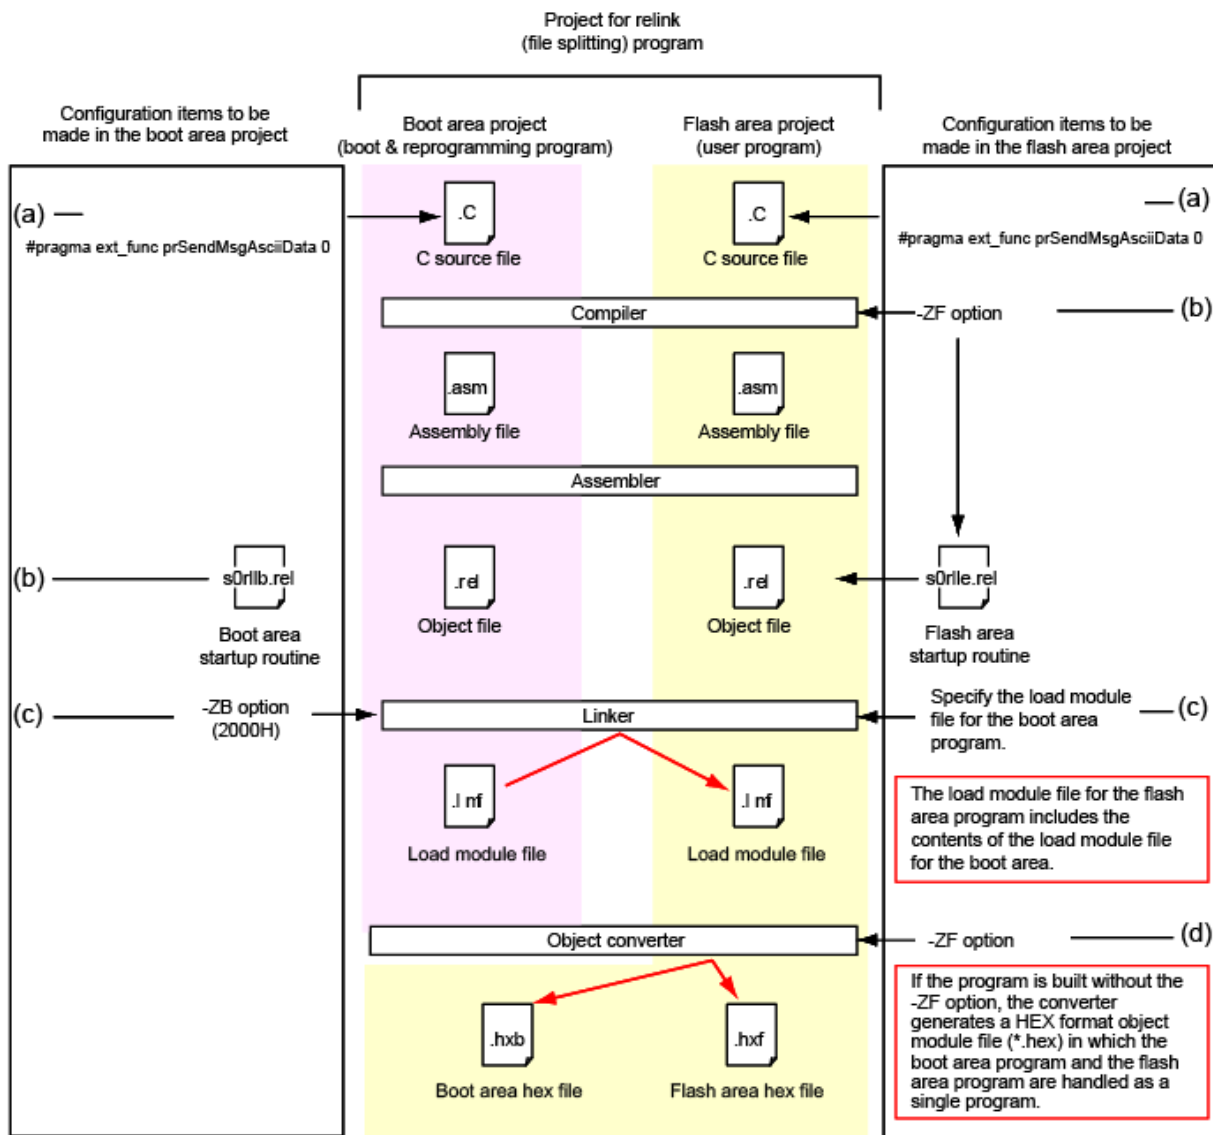 Project for relink
(file splitting) program
Configuration items to be
made in the boot area project
Boot area project
(boot & reprogramming program)
Flash area project
(user program)
Configuration items to be
made in the flash area project
(a)
#pragma ext_func prSendMsgAsciiData 0
.C
C source file
.C
C source file
(a)
#pragma ext_func prSendMsgAsciiData 0
Compiler
-ZF option
(b)
.asm
Assembly file
.asm
Assembly file
Assembler
(b)
s0rllb.rel
Boot area
startup routine
.rel
Object file
.rel
Object file
s0rlle.rel
Flash area
startup routine
(c)
-ZB option
(2000H)
Linker
Specify the load module
file for the boot area
program.
(c)
.l nf
Load module file
.l nf
Load module file
The load module file for the flash
area program includes the
contents of the load module file
for the boot area.
Object converter
-ZF option
(d)
.hxb
Boot area hex file
.hxf
Flash area hex file
If the program is built without the
-ZF option, the converter
generates a HEX format object
module file (*.hex) in which the
boot area program and the flash
area program are handled as a
single program.